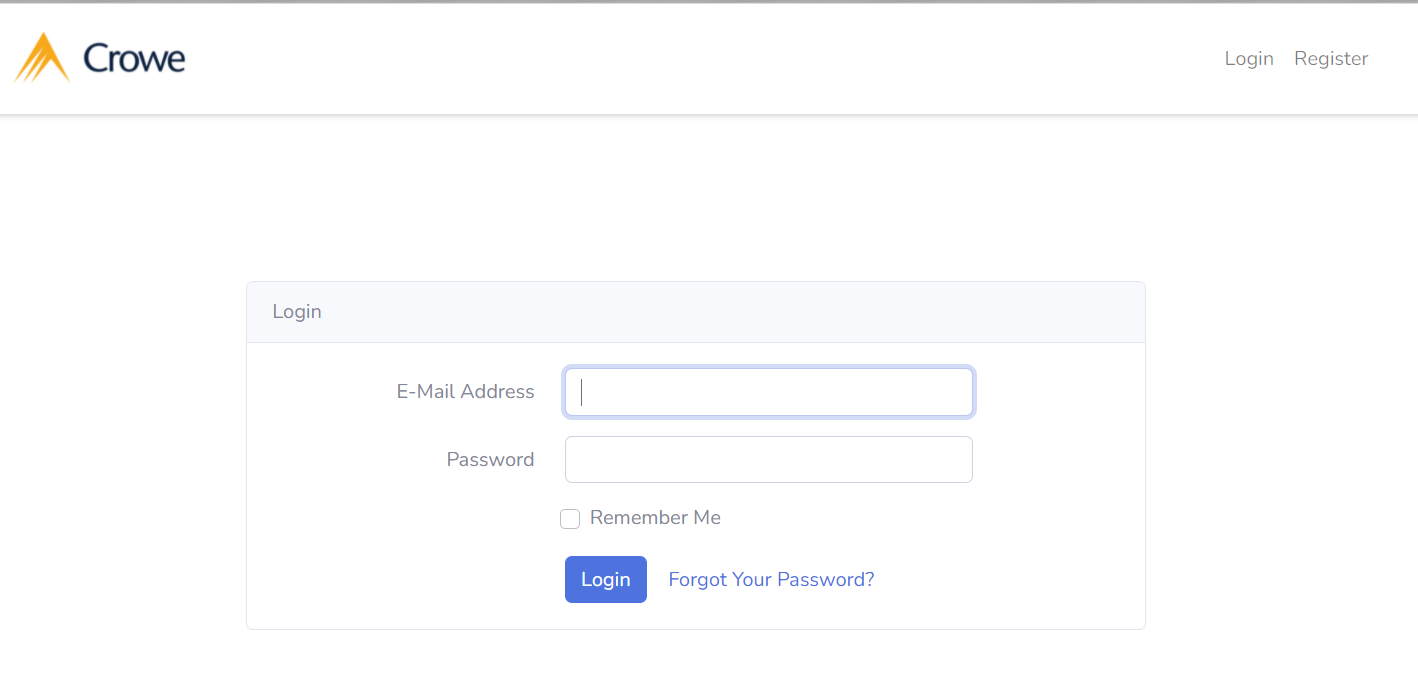 Crowe
Login Register
Login
E-Mail Address
Password
Remember Me
Login Forgot Your Password?